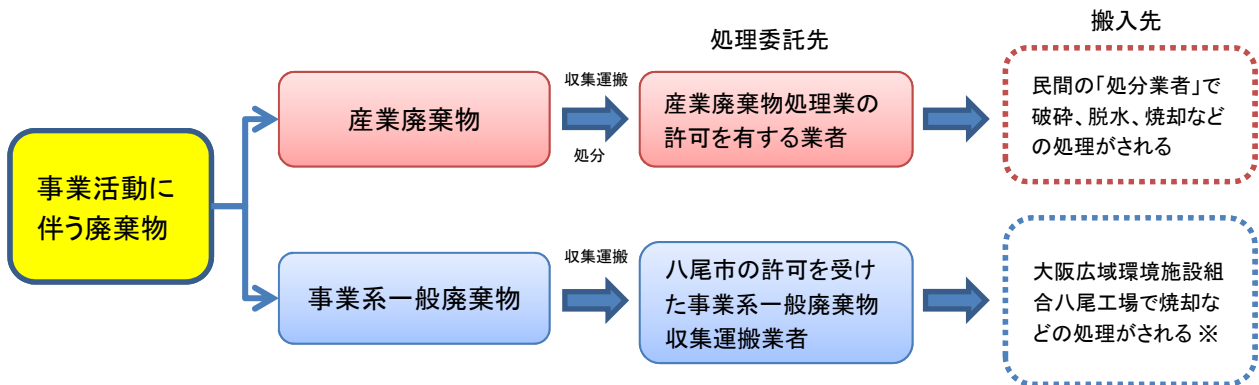 処理委託先
搬入先
事業活動に
伴う廃棄物
産業廃棄物
収集運搬
処分
産業廃棄物処理業の
許可を有する業者
民間の「処分業者」で
破砕、脱水、焼却など
の処理がされる
事業系一般廃棄物
収集運搬
八尾市の許可を受け
た事業系一般廃棄物
収集運搬業者
大阪広域環境施設組
合八尾工場で焼却な
どの処理がされる ※